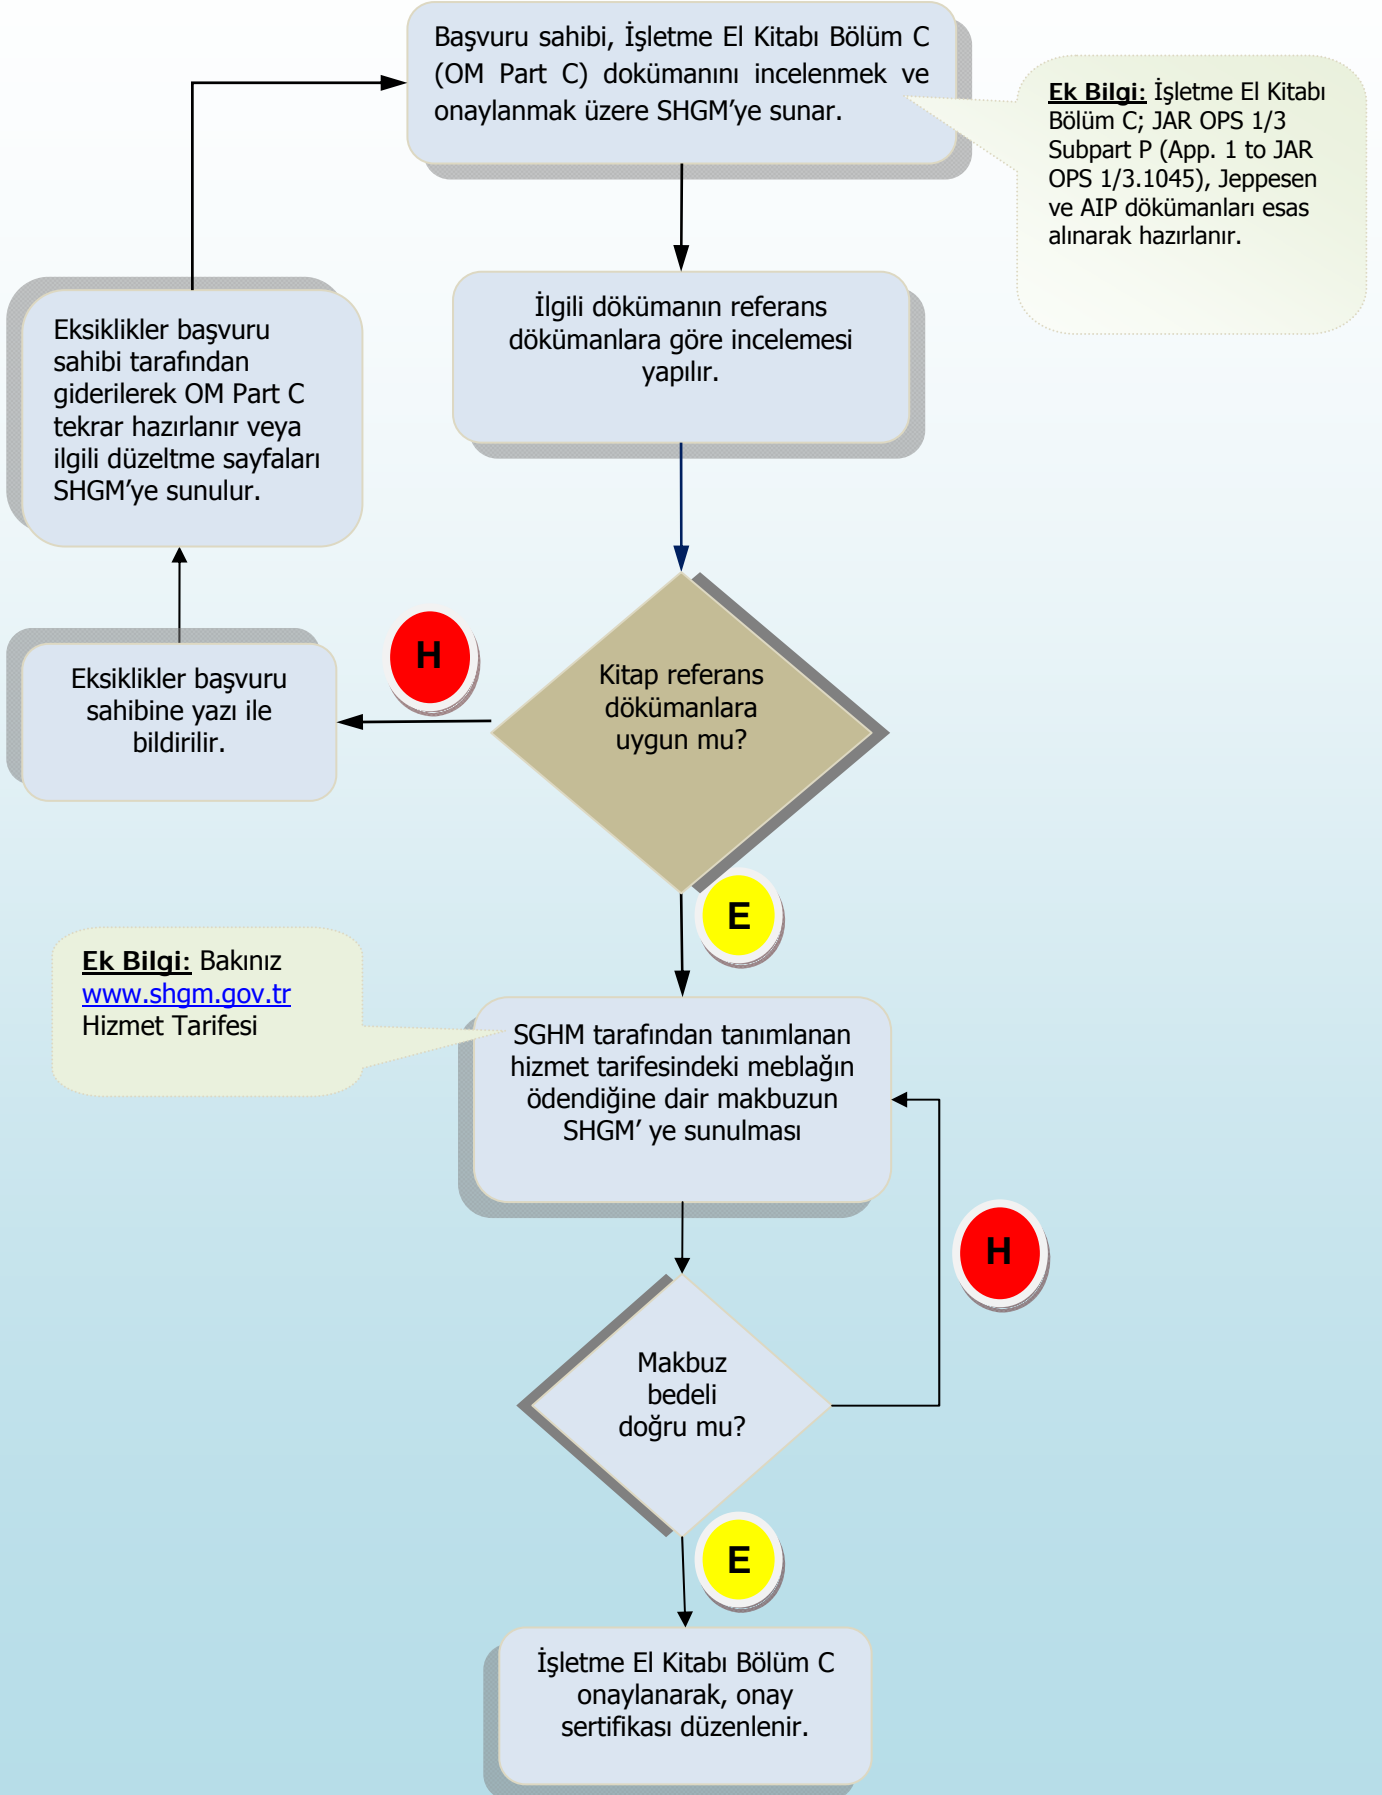 Başvuru sahibi, İşletme El Kitabı Bölüm C
(OM Part C) dokümanını incelenmek ve
onaylanmak üzere SHGM’ye sunar.
Ek Bilgi: İşletme El Kitabı
Bölüm C; JAR OPS 1/3
Subpart P (App. 1 to JAR
OPS 1/3.1045), Jeppesen
ve AIP dökümanları esas
alınarak hazırlanır.
İlgili dökümanın referans
dökümanlara göre incelemesi
yapılır.
Eksiklikler başvuru
sahibi tarafından
giderilerek OM Part C
tekrar hazırlanır veya
ilgili düzeltme sayfaları
SHGM’ye sunulur.
H
Kitap referans
dökümanlara
uygun mu?
Eksiklikler başvuru
sahibine yazı ile
bildirilir.
E
Ek Bilgi: Bakınız
www.shgm.gov.tr
Hizmet Tarifesi
SGHM tarafından tanımlanan
hizmet tarifesindeki meblağın
ödendiğine dair makbuzun
SHGM’ ye sunulması
H
Makbuz
bedeli
doğru mu?
E
İşletme El Kitabı Bölüm C
onaylanarak, onay
sertifikası düzenlenir.